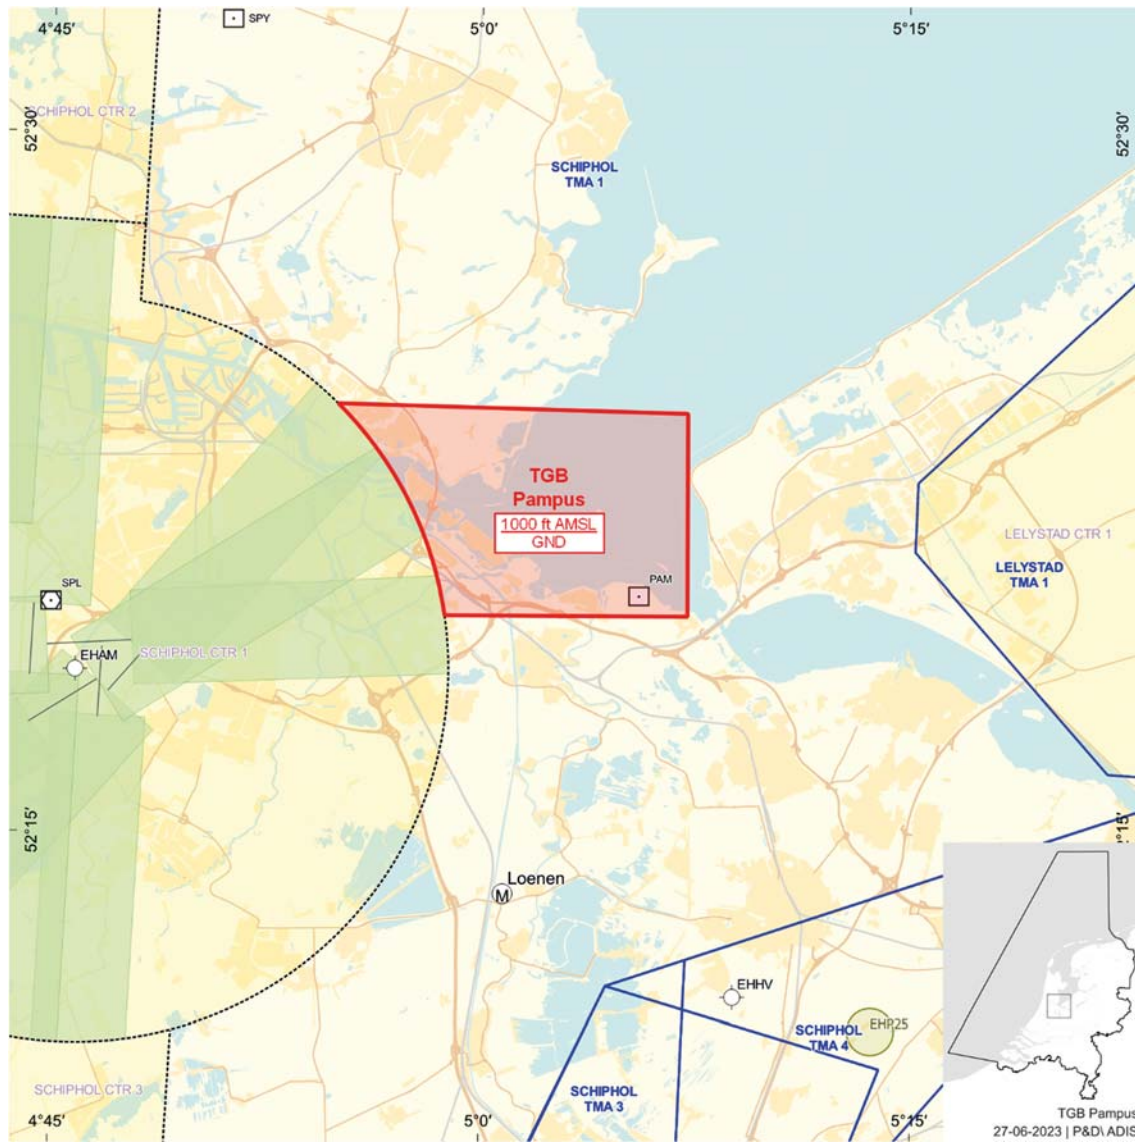 4°45'
SPY
5°0'
5°15'
SCHIPHOL CTR 2
52°30'
52°30'
SCHIPHOL
TMA 1
TGB
Pampus
1000 ft AMSL
GND
LELYSTAD CTR 1
LELYSTAD
TMA 1
SPL
PAM
EHAM
SCHIPHOL CTR 1
52°15'
2°15'
Loenen
M
EHHV
SCHIPHOL
TMA 4
EHP25
SCHIPHOL CTR 3
SCHIPHOL
TMA 3
4°45'
5°0'
5°15'
TGB Pampus
27-06-2023 | P&D\ ADIS